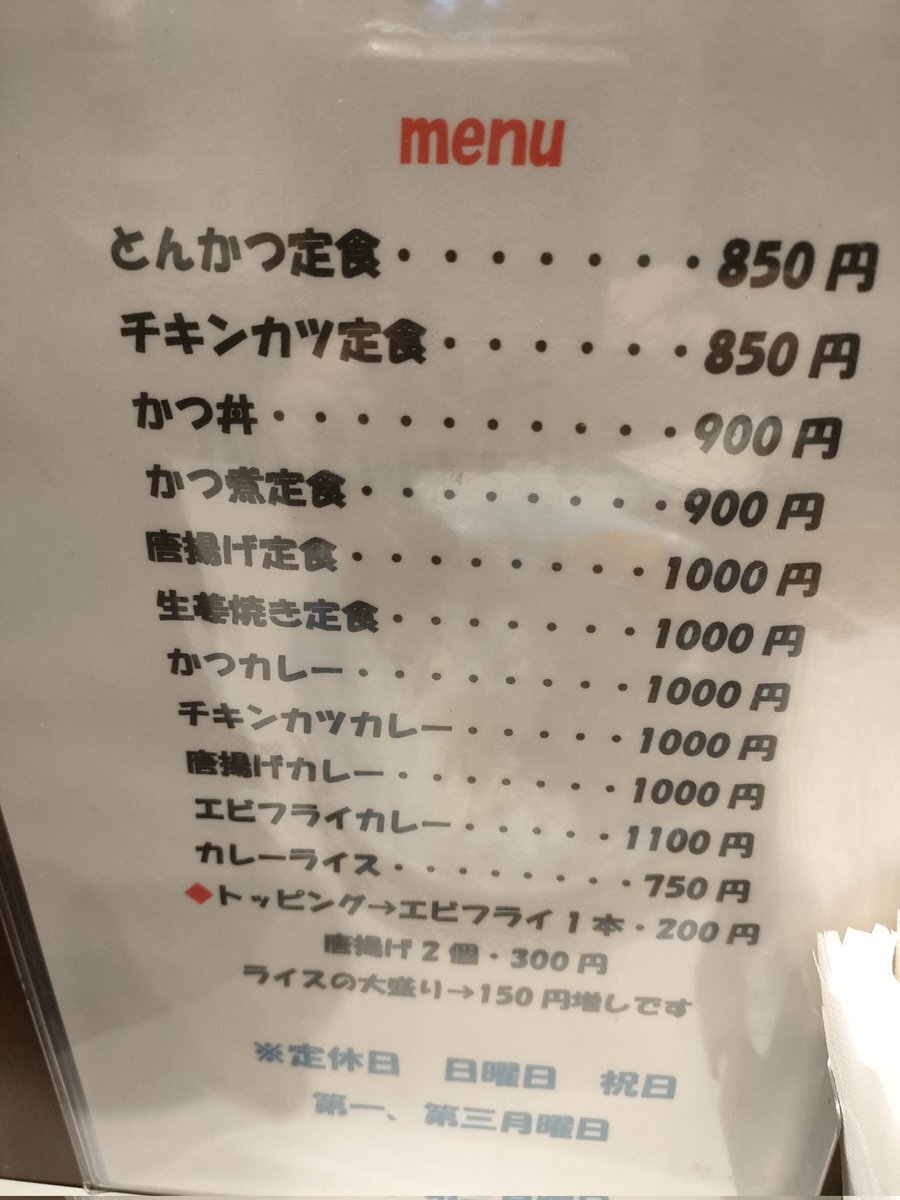 menu
とんかつ定食・・・・・・・850円
チキンカツ定食・・・・・・850円
かつ丼・・・・・・・・・・900円
かつ煮定食・・・・・・・・900円
唐揚げ定食・・・・・・・・1000円
生姜焼き定食・・・・・・・1000円
かつカレー・・・・・・・・1000円
チキンカツカレー・・・・・1000円
唐揚げカレー・・・・・・・1000円
エビフライカレー・・・・・1100円
カレーライス・・・・・・・・750円
◆トッピング→エビフライ1本・200円
唐揚げ2個・300円
ライスの大盛り→150円増しです
※定休日 日曜日 祝日
第一、第三月曜日